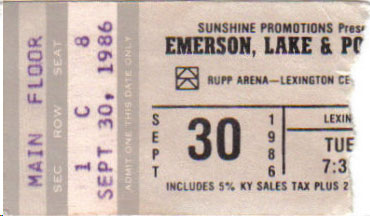 MAIN FLOOR
SEC ROW SEAT
1 C 8
SEPT 30, 1986
ADMIT ONE THIS DATE ONLY
SUNSHINE PROMOTIONS Pres
EMERSON, LAKE & PO
RUPP ARENA—LEXINGTON CE
SEPT 30 1986
LEXIN
TUE
7:3
INCLUDES 5% KY SALES TAX PLUS 2